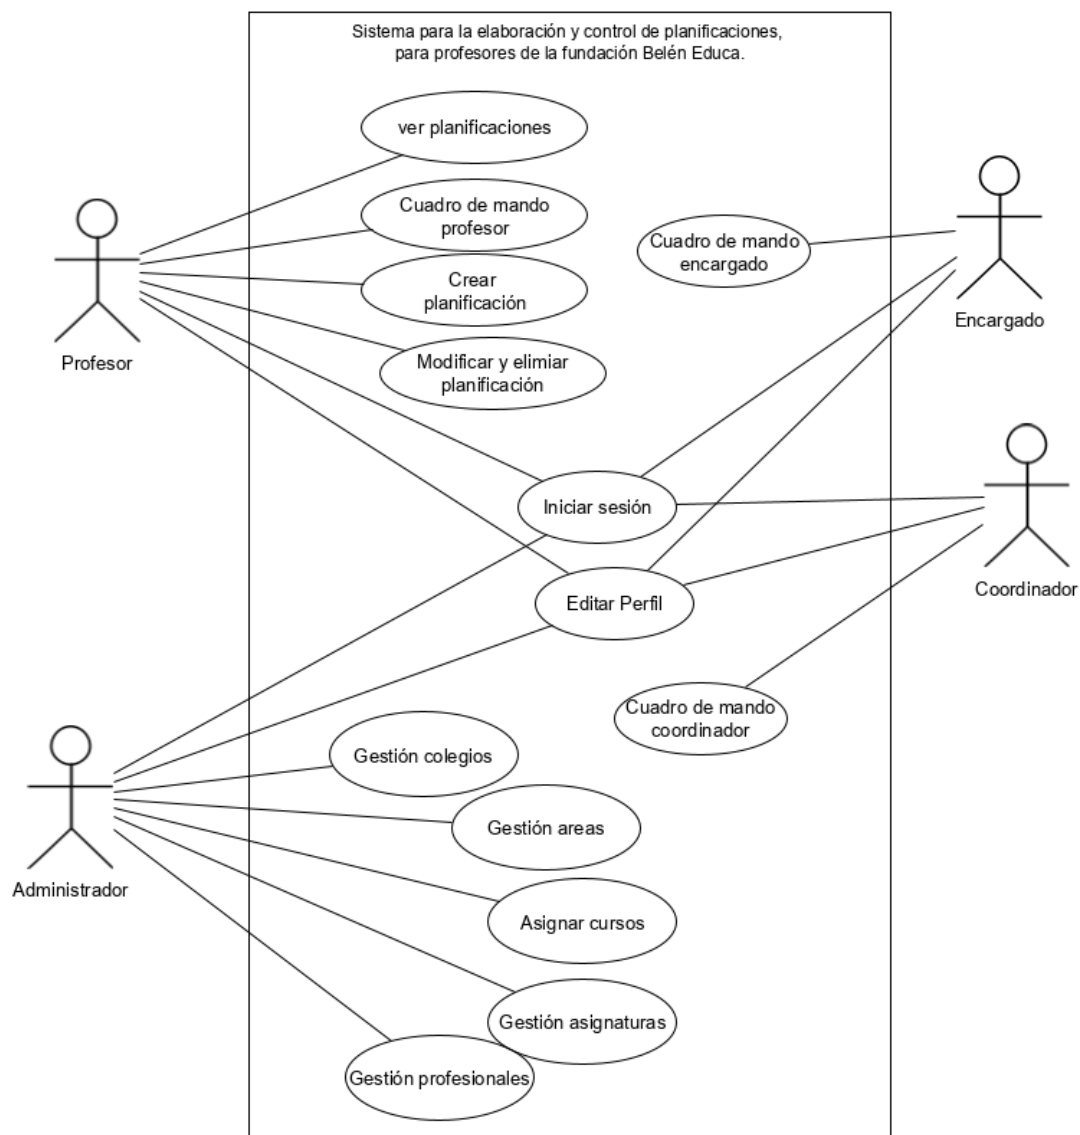 Sistema para la elaboración y control de planificaciones,
para profesores de la fundación Belén Educa.
ver planificaciones
Cuadro de mando
profesor
Cuadro de mando
encargado
Crear
planificación
Encargado
Profesor
Modificar y elimiar
planificación
Iniciar sesión
Coordinador
Editar Perfil
Cuadro de mando
coordinador
Gestión colegios
Gestión areas
Administrador
Asignar cursos
Gestión asignaturas
Gestión profesionales